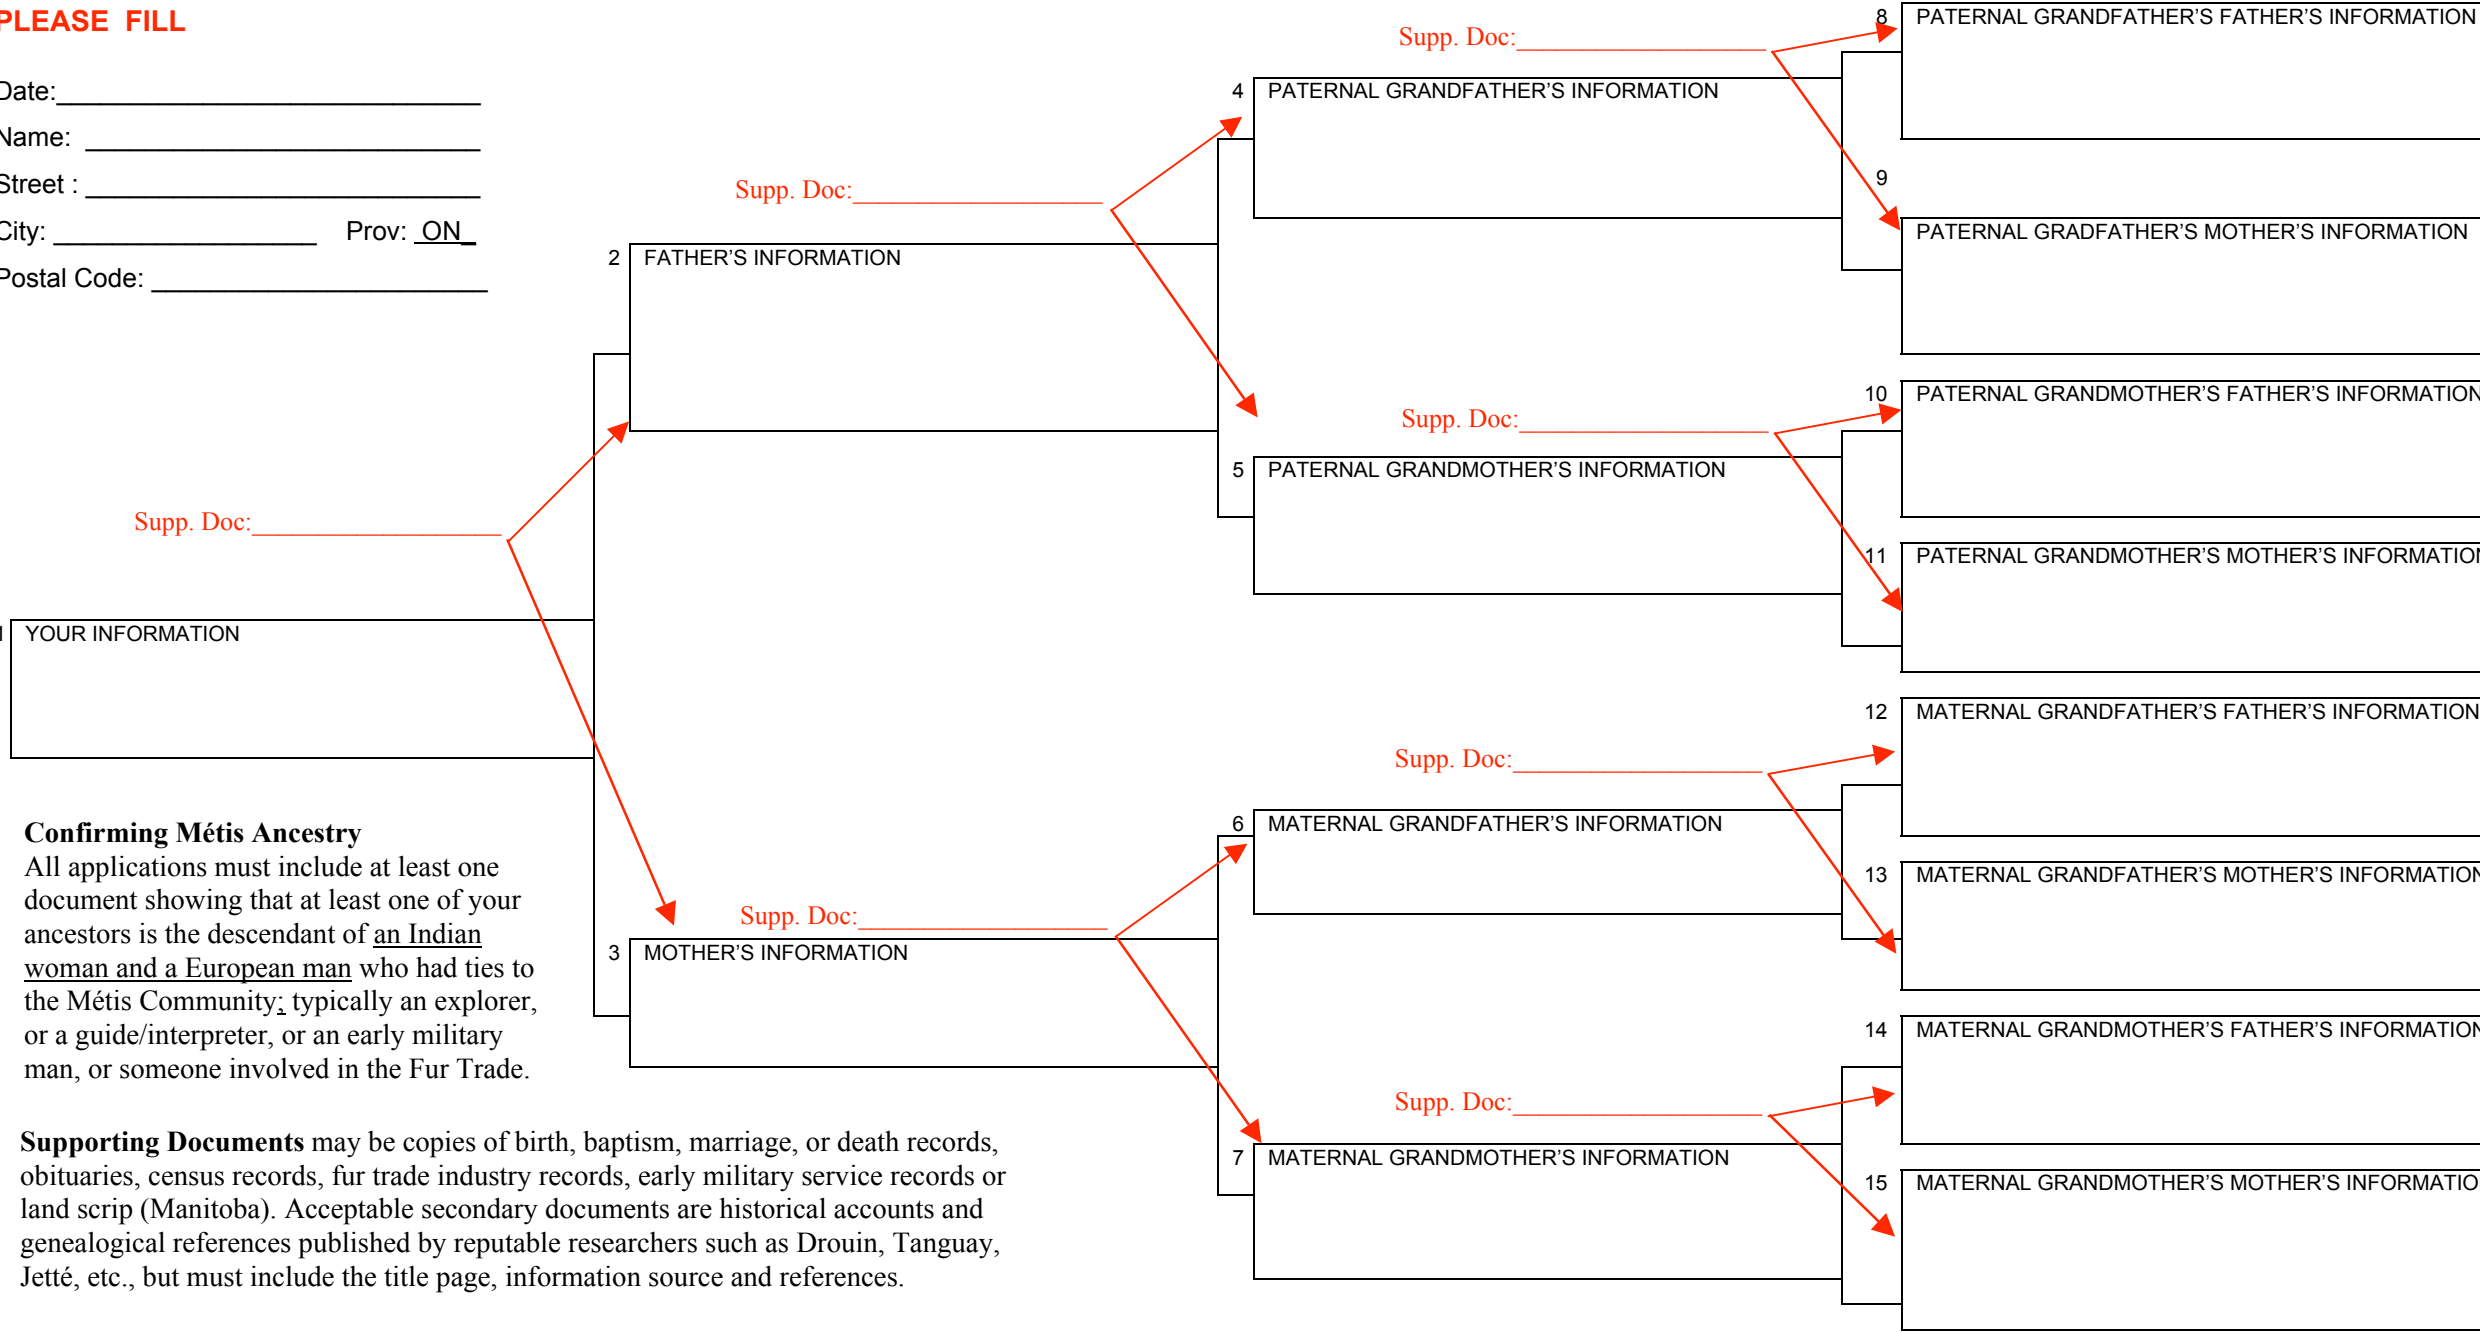 PLEASE FILL
Date:
Name:
Street :
City: Prov: ON
Postal Code:
Supp. Doc:
1 YOUR INFORMATION
Supp. Doc:
2 FATHER'S INFORMATION
Supp. Doc:
3 MOTHER'S INFORMATION
Supp. Doc:
4 PATERNAL GRANDFATHER'S INFORMATION
Supp. Doc:
5 PATERNAL GRANDMOTHER'S INFORMATION
Supp. Doc:
6 MATERNAL GRANDFATHER'S INFORMATION
Supp. Doc:
7 MATERNAL GRANDMOTHER'S INFORMATION
8 PATERNAL GRANDFATHER'S FATHER'S INFORMATION
9
PATERNAL GRADFATHER'S MOTHER'S INFORMATION
10 PATERNAL GRANDMOTHER'S FATHER'S INFORMATION
11 PATERNAL GRANDMOTHER'S MOTHER'S INFORMATION
12 MATERNAL GRANDFATHER'S FATHER'S INFORMATION
13 MATERNAL GRANDFATHER'S MOTHER'S INFORMATION
14 MATERNAL GRANDMOTHER'S FATHER'S INFORMATION
15 MATERNAL GRANDMOTHER'S MOTHER'S INFORMATIO
Confirming Métis Ancestry
All applications must include at least one
document showing that at least one of your
ancestors is the descendant of an Indian
woman and a European man who had ties to
the Métis Community; typically an explorer,
or a guide/interpreter, or an early military
man, or someone involved in the Fur Trade.
Supporting Documents may be copies of birth, baptism, marriage, or death records,
obituaries, census records, fur trade industry records, early military service records or
land scrip (Manitoba). Acceptable secondary documents are historical accounts and
genealogical references published by reputable researchers such as Drouin, Tanguay,
Jetté, etc., but must include the title page, information source and references.